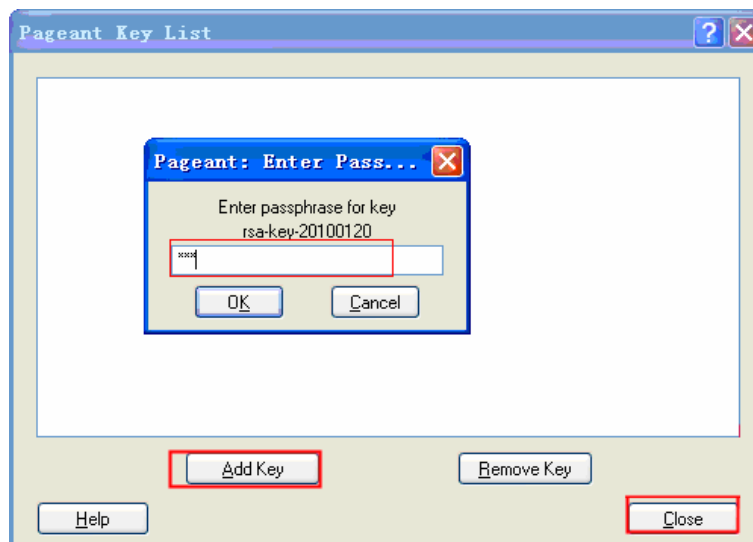 Pageant Key List
Pageant: Enter Pass...
Enter passphrase for key
rsa-key-20100120
***
OK
Cancel
Add Key
Remove Key
Help
Close